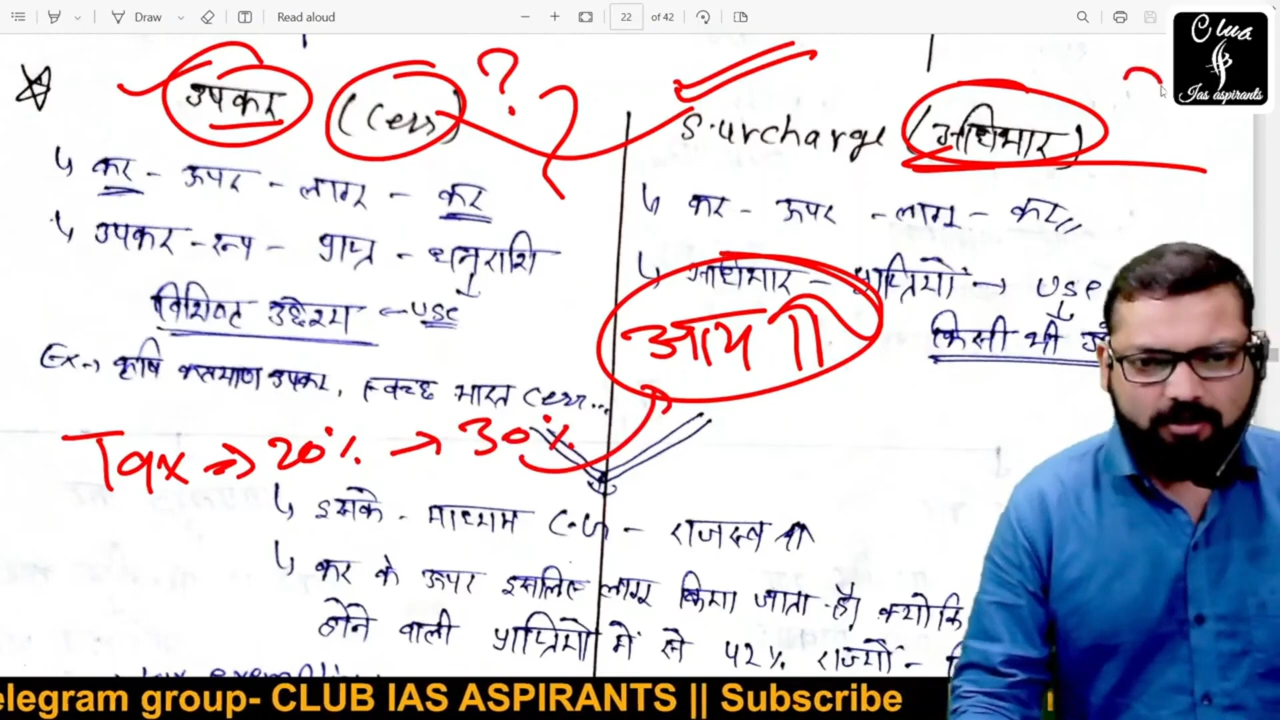 Draw
Read aloud
22 of 42
Club
Ias aspirants
उपकर (Cess) ?
↳ कर - ऊपर - लागू - कर
↳ उपकर - रूप - प्राप्त - धनराशि
विशिष्ट उद्देश्य ← use
Ex.→ कृषि कल्याण उपकर, स्वच्छ भारत Cess...
Surcharge (अधिभार)
↳ कर - ऊपर - लागू - कर
↳ अधिभार - प्राप्तियों → use
किसी भी
आय ⇈
Tax ⇒ 20% → 30%
↳ इसके - माध्यम C.G - राजस्व ⇈
↳ कर के ऊपर इसलिए लागू किया जाता है। क्योंकि
होने वाली प्राप्तियों में से 42% राज्यों -
elegram group- CLUB IAS ASPIRANTS || Subscribe